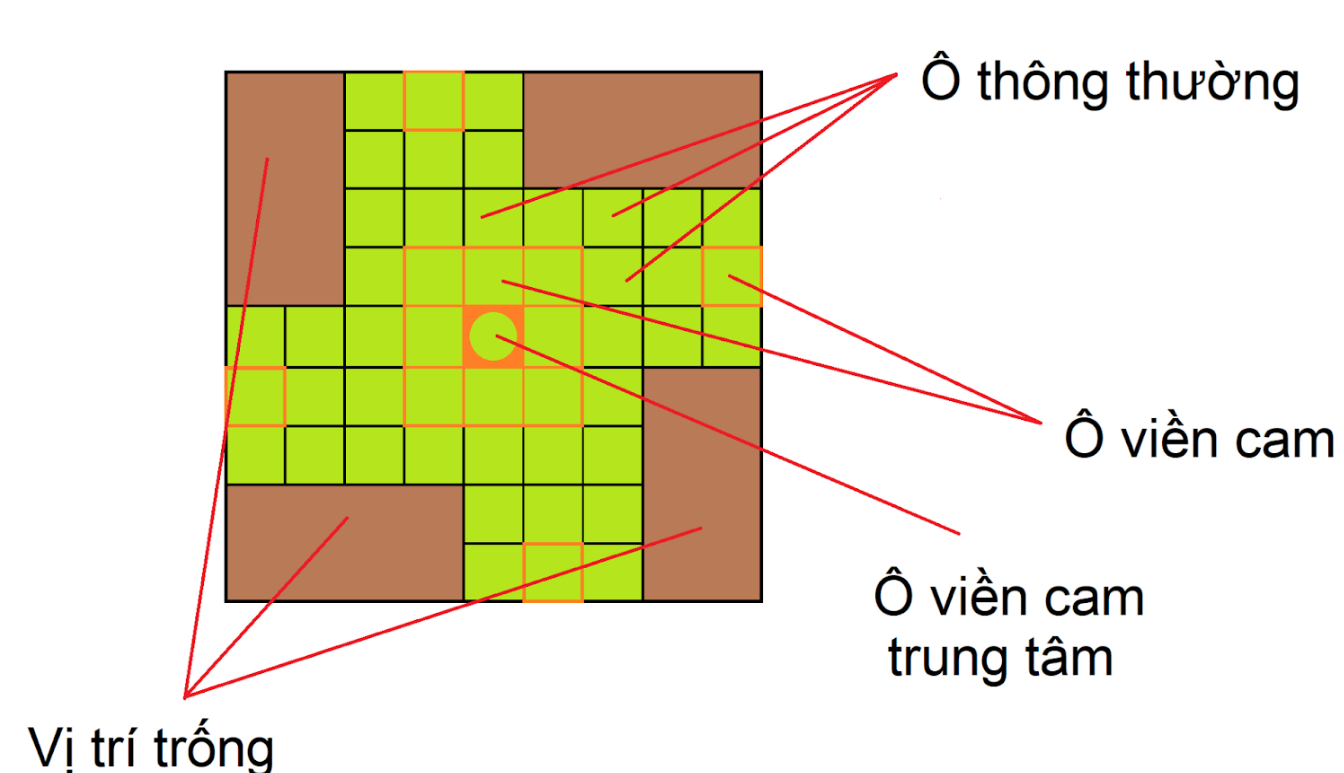 Ô thông thường
Ô viền cam
Ô viền cam
trung tâm
Vị trí trống